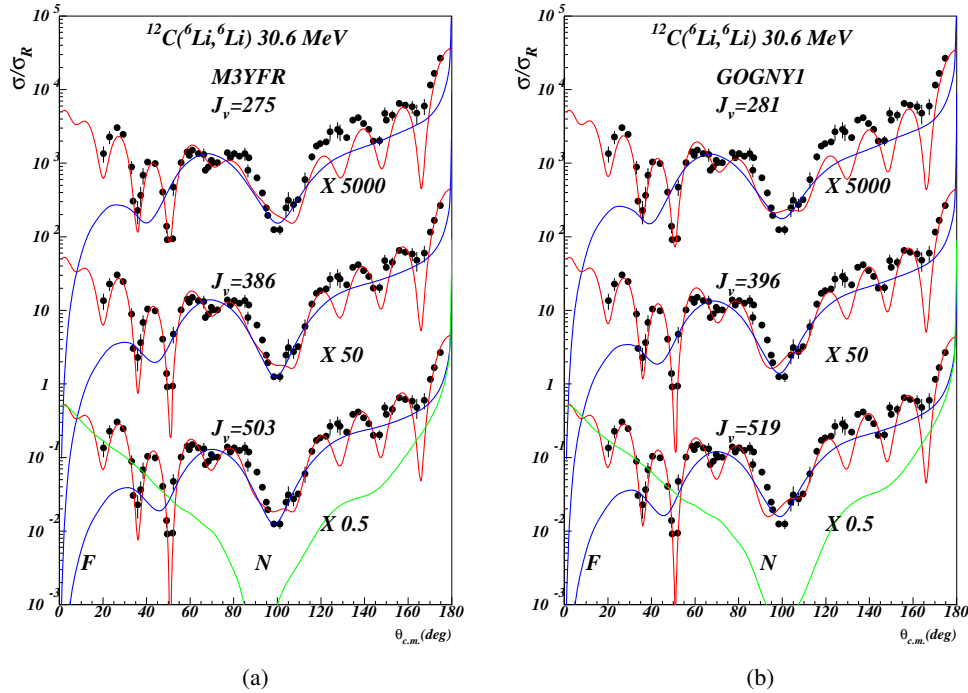 σ/σ_R
10^5
10^4
10^3
10^2
10
1
10^-1
10^-2
10^-3
^12C(^6Li,^6Li) 30.6 MeV
M3YFR
J_v=275
X 5000
J_v=386
X 50
J_v=503
X 0.5
F
N
0 20 40 60 80 100 120 140 160 180
θ_c.m.(deg)
(a)
σ/σ_R
10^5
10^4
10^3
10^2
10
1
10^-1
10^-2
10^-3
^12C(^6Li,^6Li) 30.6 MeV
GOGNY1
J_v=281
X 5000
J_v=396
X 50
J_v=519
X 0.5
F
N
0 20 40 60 80 100 120 140 160 180
θ_c.m.(deg)
(b)